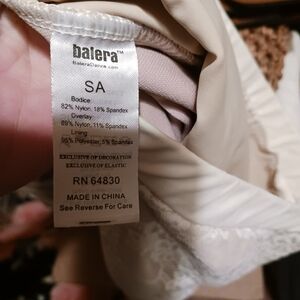 balera™
BaleraDance.com
SA
Bodice
82% Nylon, 18% Spandex
Overlay
89% Nylon, 11% Spandex
Lining
95% Polyester, 5% Spandex
EXCLUSIVE OF DECORATION
EXCLUSIVE OF ELASTIC
RN 64830
MADE IN CHINA
See Reverse For Care